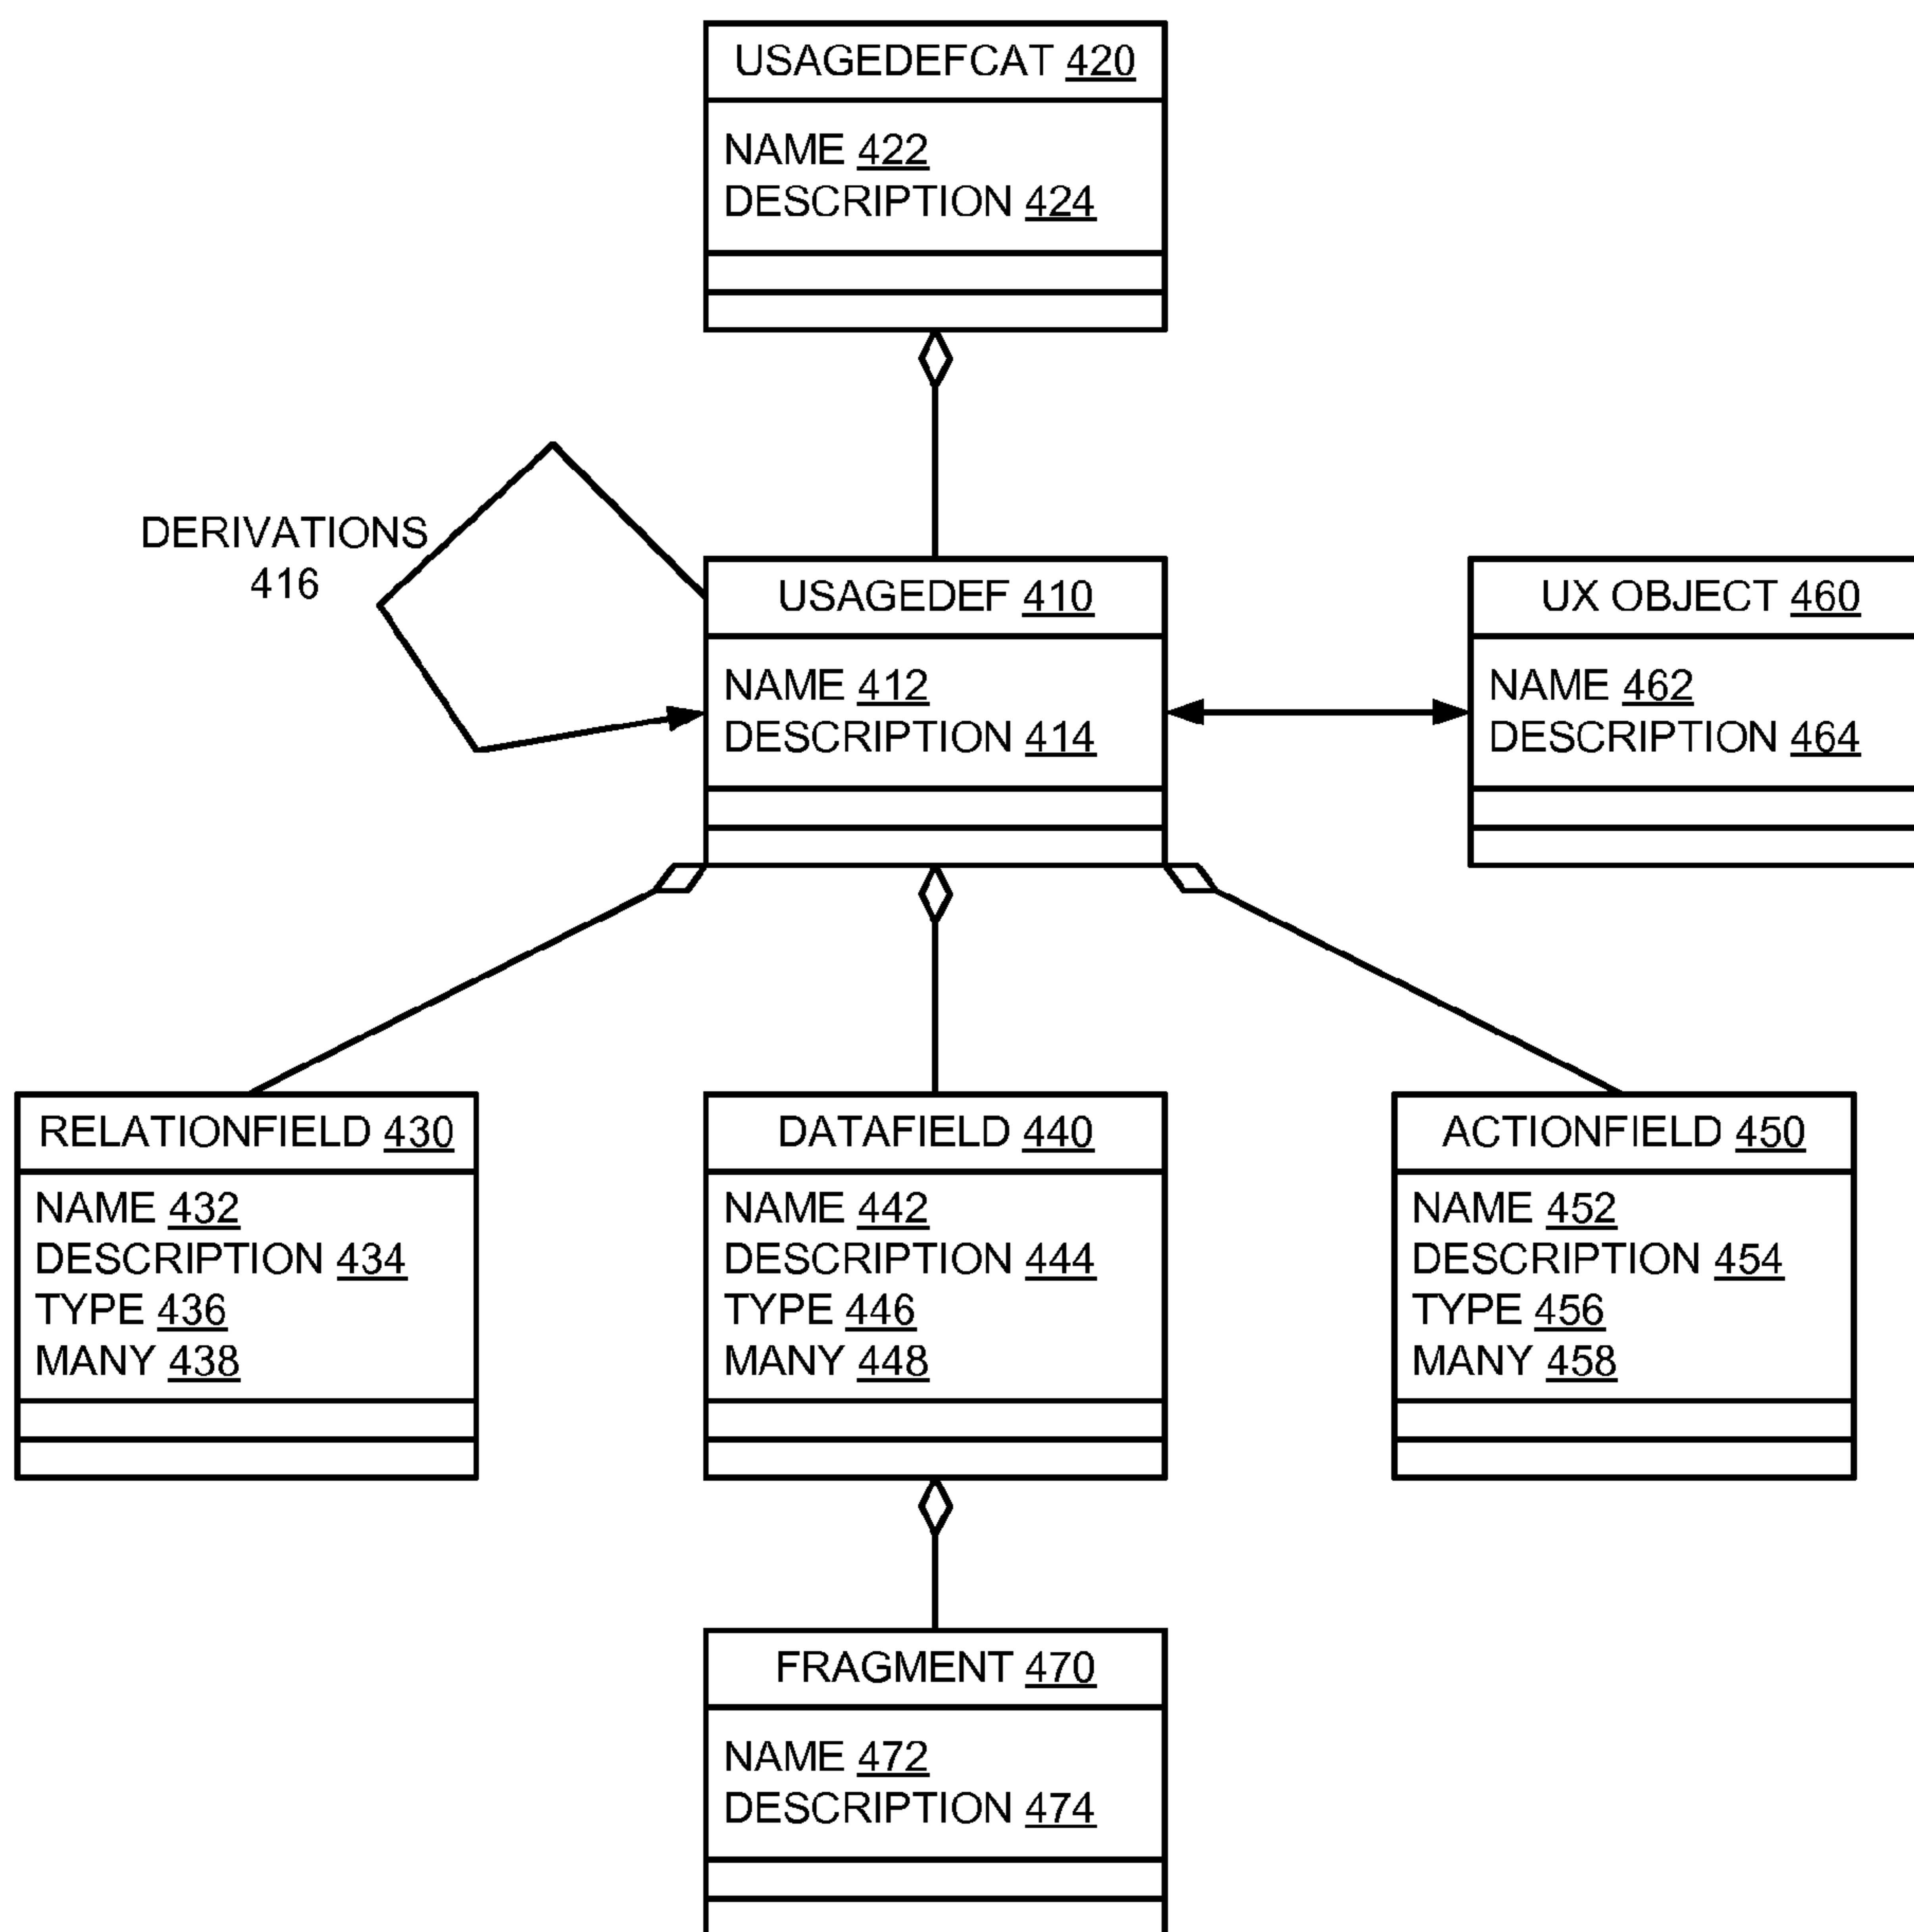 USAGEDEFCAT 420
NAME 422
DESCRIPTION 424
DERIVATIONS
416
USAGEDEF 410
NAME 412
DESCRIPTION 414
UX OBJECT 460
NAME 462
DESCRIPTION 464
RELATIONFIELD 430
NAME 432
DESCRIPTION 434
TYPE 436
MANY 438
DATAFIELD 440
NAME 442
DESCRIPTION 444
TYPE 446
MANY 448
ACTIONFIELD 450
NAME 452
DESCRIPTION 454
TYPE 456
MANY 458
FRAGMENT 470
NAME 472
DESCRIPTION 474